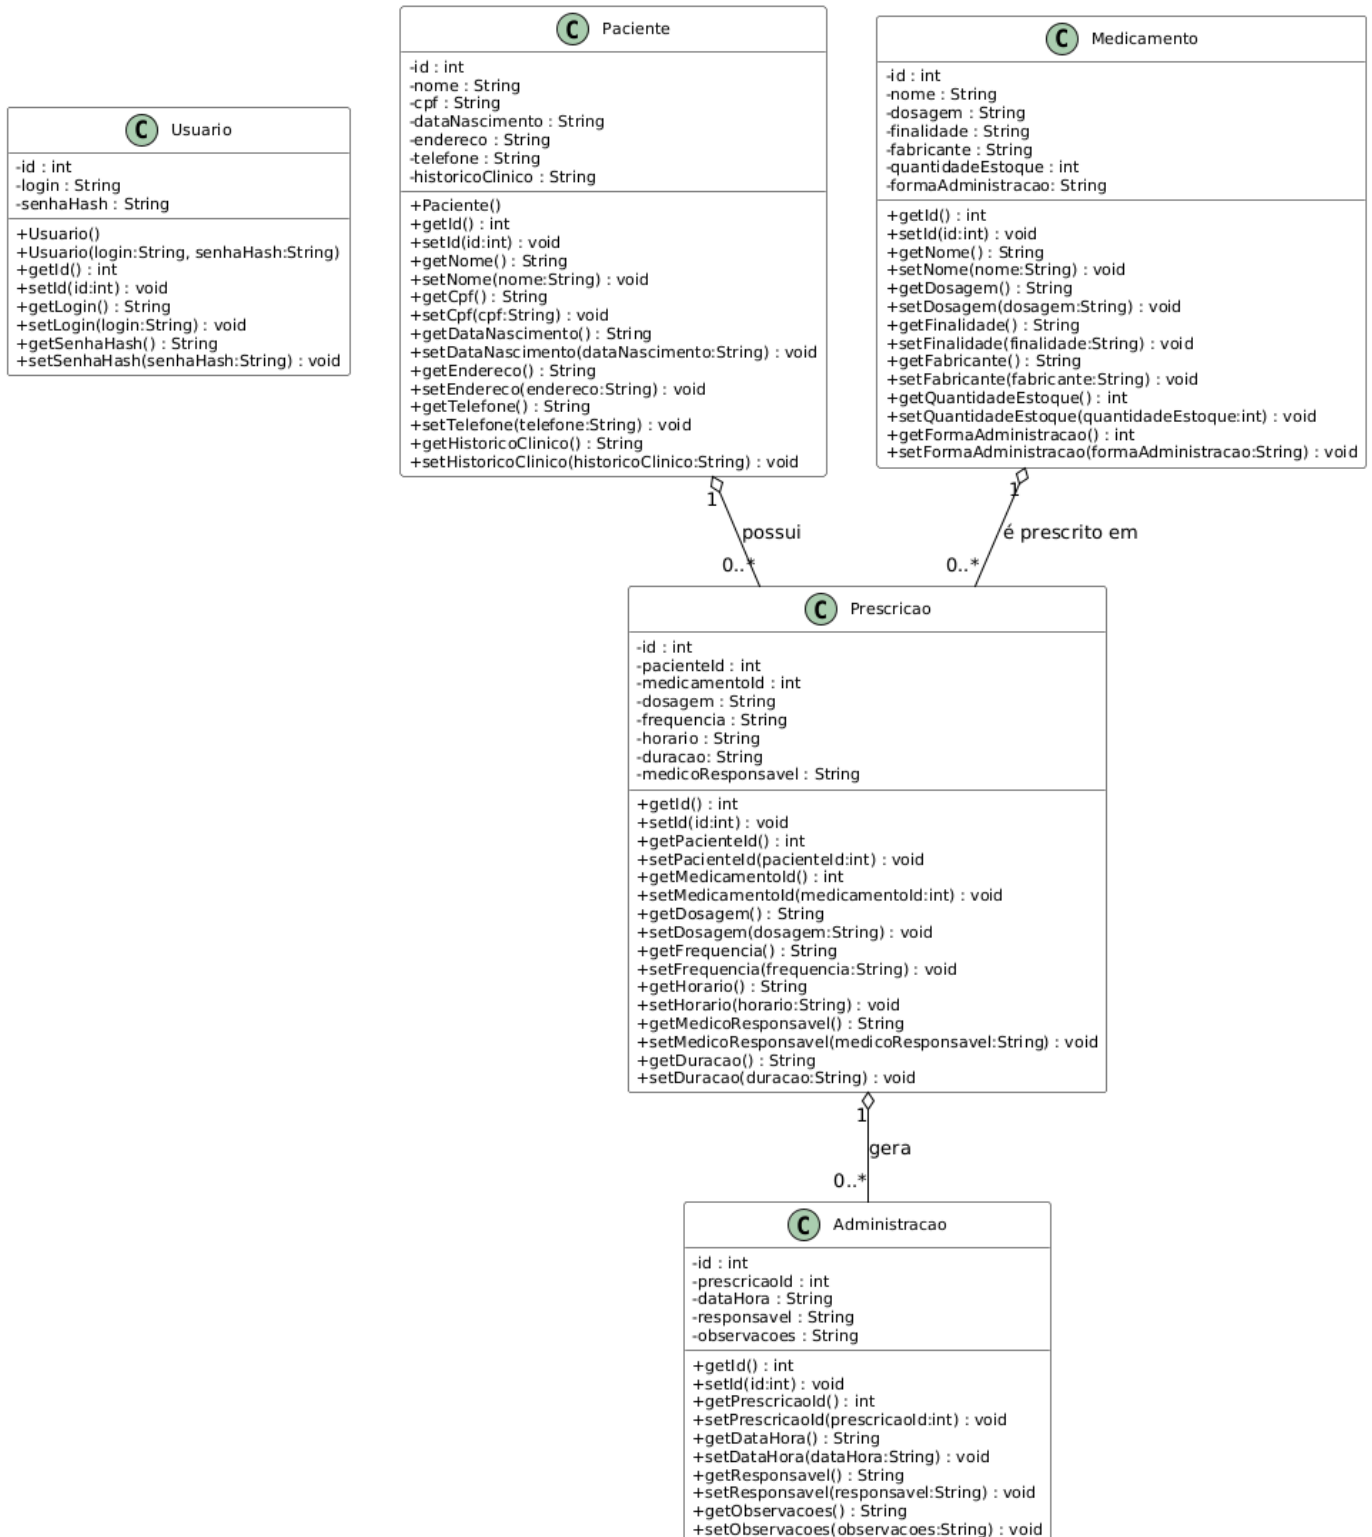 C Usuario
-id : int
-login : String
-senhaHash : String
+Usuario()
+Usuario(login:String, senhaHash:String)
+getId() : int
+setId(id:int) : void
+getLogin() : String
+setLogin(login:String) : void
+getSenhaHash() : String
+setSenhaHash(senhaHash:String) : void
C Paciente
-id : int
-nome : String
-cpf : String
-dataNascimento : String
-endereco : String
-telefone : String
-historicoClinico : String
+Paciente()
+getId() : int
+setId(id:int) : void
+getNome() : String
+setNome(nome:String) : void
+getCpf() : String
+setCpf(cpf:String) : void
+getDataNascimento() : String
+setDataNascimento(dataNascimento:String) : void
+getEndereco() : String
+setEndereco(endereco:String) : void
+getTelefone() : String
+setTelefone(telefone:String) : void
+getHistoricoClinico() : String
+setHistoricoClinico(historicoClinico:String) : void
C Medicamento
-id : int
-nome : String
-dosagem : String
-finalidade : String
-fabricante : String
-quantidadeEstoque : int
-formaAdministracao: String
+getId() : int
+setId(id:int) : void
+getNome() : String
+setNome(nome:String) : void
+getDosagem() : String
+setDosagem(dosagem:String) : void
+getFinalidade() : String
+setFinalidade(finalidade:String) : void
+getFabricante() : String
+setFabricante(fabricante:String) : void
+getQuantidadeEstoque() : int
+setQuantidadeEstoque(quantidadeEstoque:int) : void
+getFormaAdministracao() : int
+setFormaAdministracao(formaAdministracao:String) : void
1
possui
0..*
1
é prescrito em
0..*
C Prescricao
-id : int
-pacienteId : int
-medicamentoId : int
-dosagem : String
-frequencia : String
-horario : String
-duracao: String
-medicoResponsavel : String
+getId() : int
+setId(id:int) : void
+getPacienteId() : int
+setPacienteId(pacienteId:int) : void
+getMedicamentoId() : int
+setMedicamentoId(medicamentoId:int) : void
+getDosagem() : String
+setDosagem(dosagem:String) : void
+getFrequencia() : String
+setFrequencia(frequencia:String) : void
+getHorario() : String
+setHorario(horario:String) : void
+getMedicoResponsavel() : String
+setMedicoResponsavel(medicoResponsavel:String) : void
+getDuracao() : String
+setDuracao(duracao:String) : void
1
gera
0..*
C Administracao
-id : int
-prescricaoId : int
-dataHora : String
-responsavel : String
-observacoes : String
+getId() : int
+setId(id:int) : void
+getPrescricaoId() : int
+setPrescricaoId(prescricaoId:int) : void
+getDataHora() : String
+setDataHora(dataHora:String) : void
+getResponsavel() : String
+setResponsavel(responsavel:String) : void
+getObservacoes() : String
+setObservacoes(observacoes:String) : void